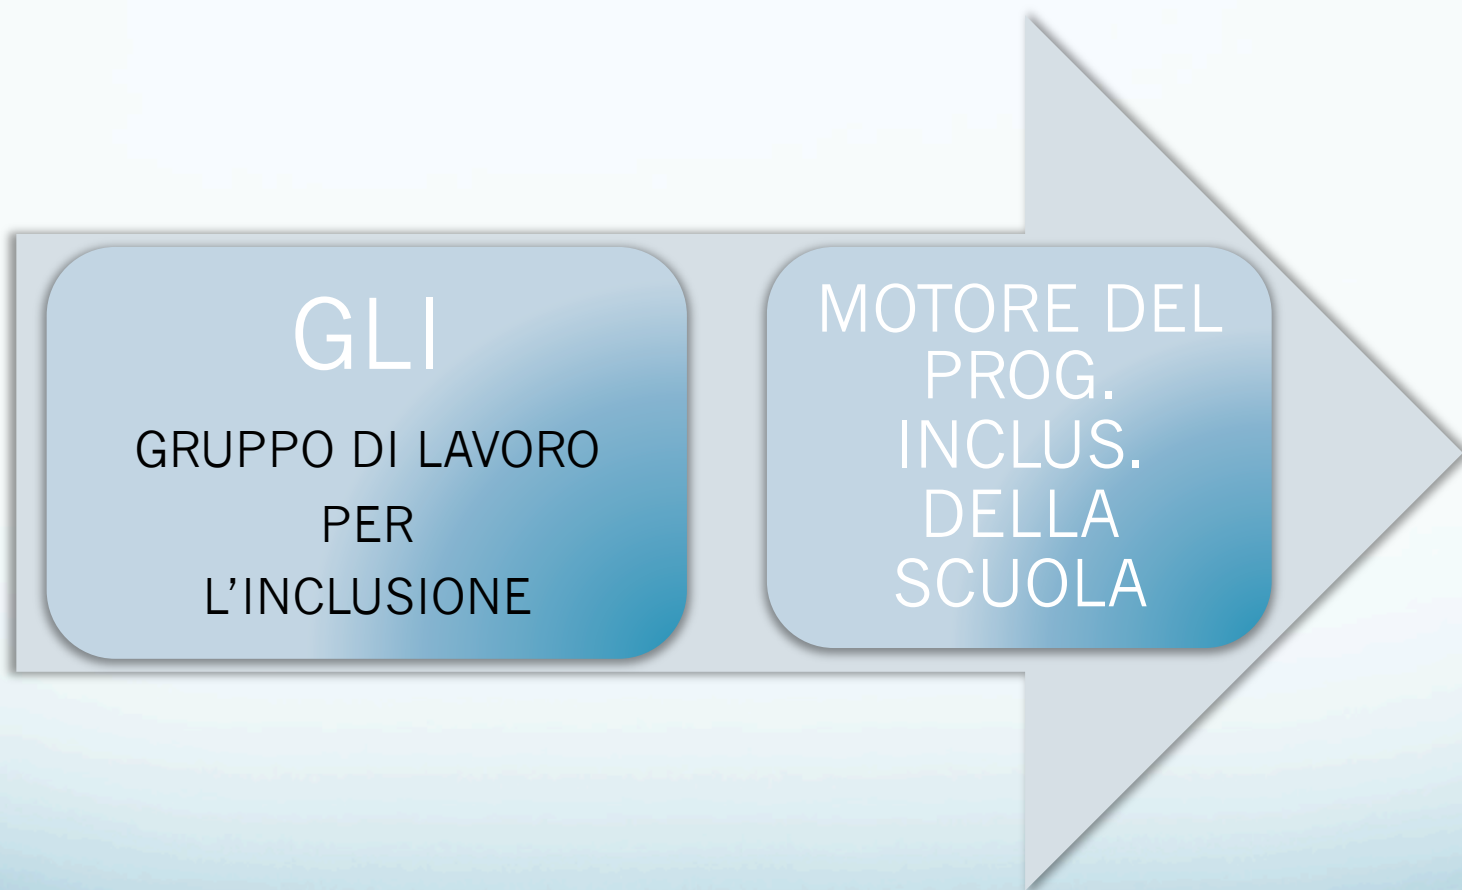 GLI
GRUPPO DI LAVORO
PER
L’INCLUSIONE
MOTORE DEL
PROG.
INCLUS.
DELLA
SCUOLA